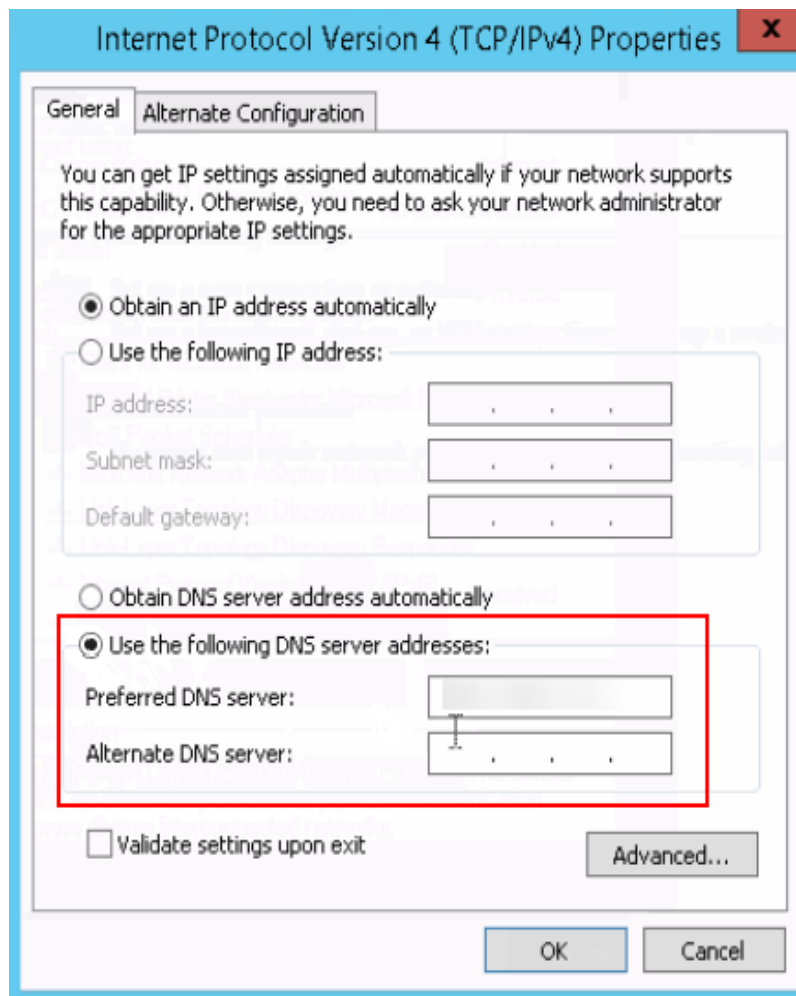 Internet Protocol Version 4 (TCP/IPv4) Properties
x
General
Alternate Configuration
You can get IP settings assigned automatically if your network supports
this capability. Otherwise, you need to ask your network administrator
for the appropriate IP settings.
Obtain an IP address automatically
Use the following IP address:
IP address:
Subnet mask:
Default gateway:
Obtain DNS server address automatically
Use the following DNS server addresses:
Preferred DNS server:
Alternate DNS server:
Validate settings upon exit
Advanced...
OK
Cancel